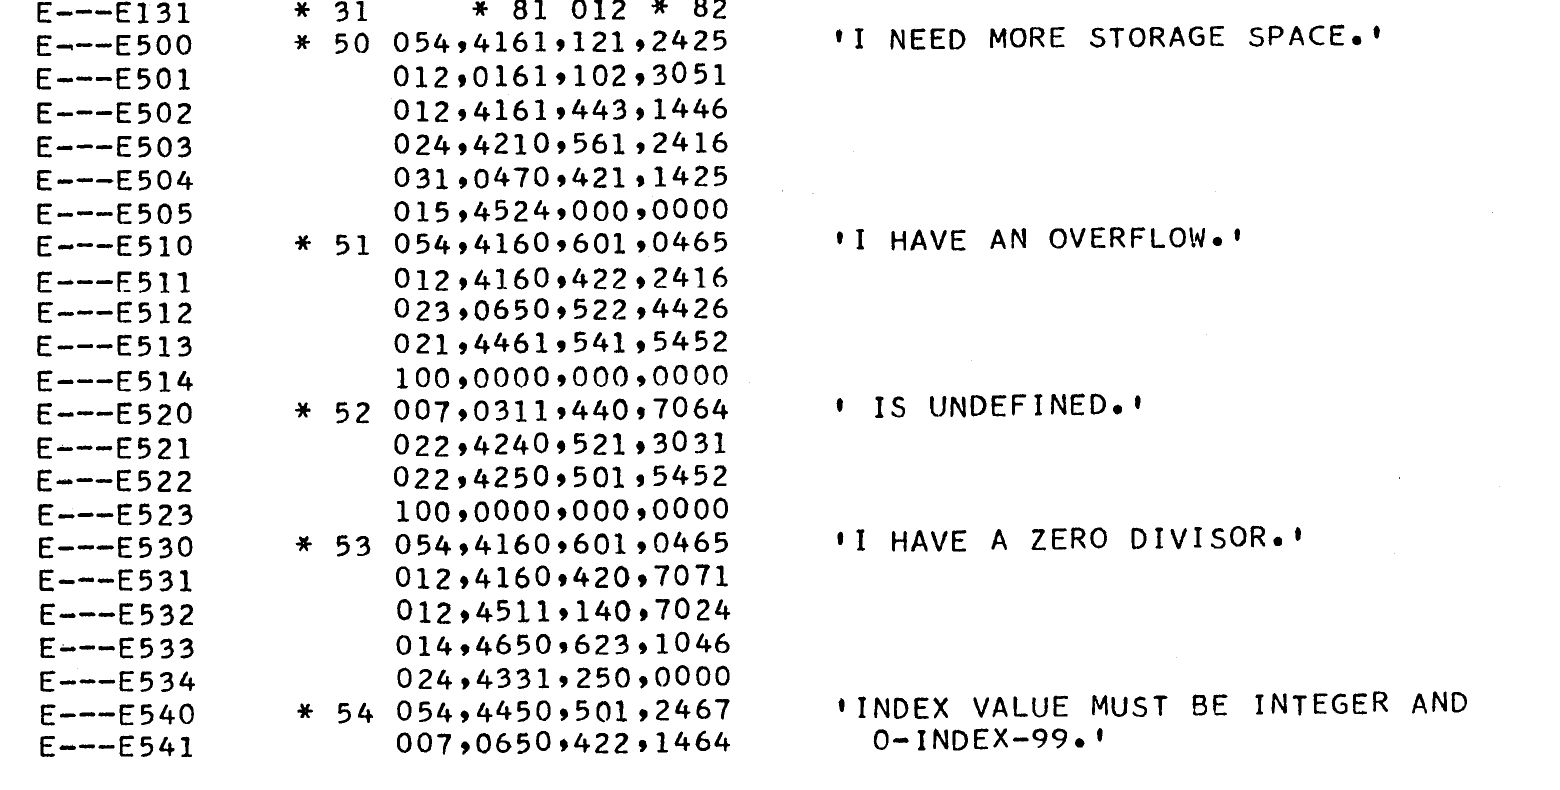 E---E131 * 31 * 81 012 * 82
E---E500 * 50 054,4161,121,2425 'I NEED MORE STORAGE SPACE.'
E---E501 012,0161,102,3051
E---E502 012,4161,443,1446
E---E503 024,4210,561,2416
E---E504 031,0470,421,1425
E---E505 015,4524,000,0000
E---E510 * 51 054,4160,601,0465 'I HAVE AN OVERFLOW.'
E---E511 012,4160,422,2416
E---E512 023,0650,522,4426
E---E513 021,4461,541,5452
E---E514 100,0000,000,0000
E---E520 * 52 007,0311,440,7064 ' IS UNDEFINED.'
E---E521 022,4240,521,3031
E---E522 022,4250,501,5452
E---E523 100,0000,000,0000
E---E530 * 53 054,4160,601,0465 'I HAVE A ZERO DIVISOR.'
E---E531 012,4160,420,7071
E---E532 012,4511,140,7024
E---E533 014,4650,623,1046
E---E534 024,4331,250,0000
E---E540 * 54 054,4450,501,2467 'INDEX VALUE MUST BE INTEGER AND
E---E541 007,0650,422,1464 0-INDEX-99.'